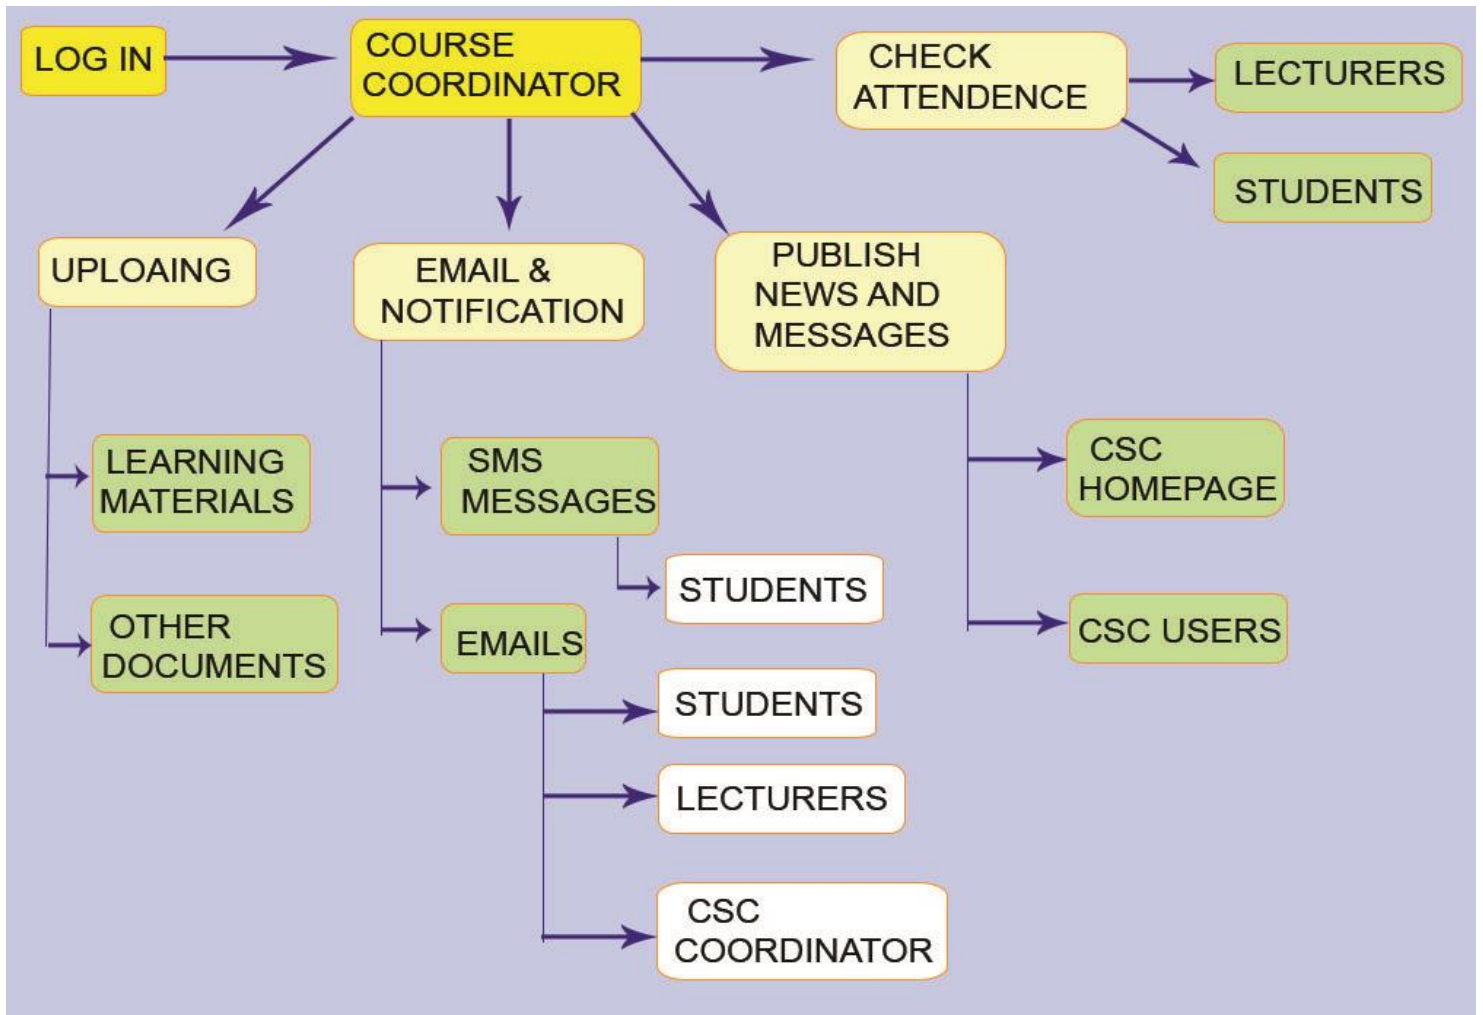 LOG IN
COURSE
COORDINATOR
CHECK
ATTENDENCE
LECTURERS
STUDENTS
UPLOAING
EMAIL &
NOTIFICATION
PUBLISH
NEWS AND
MESSAGES
LEARNING
MATERIALS
OTHER
DOCUMENTS
SMS
MESSAGES
STUDENTS
EMAILS
STUDENTS
LECTURERS
CSC
COORDINATOR
CSC
HOMEPAGE
CSC USERS